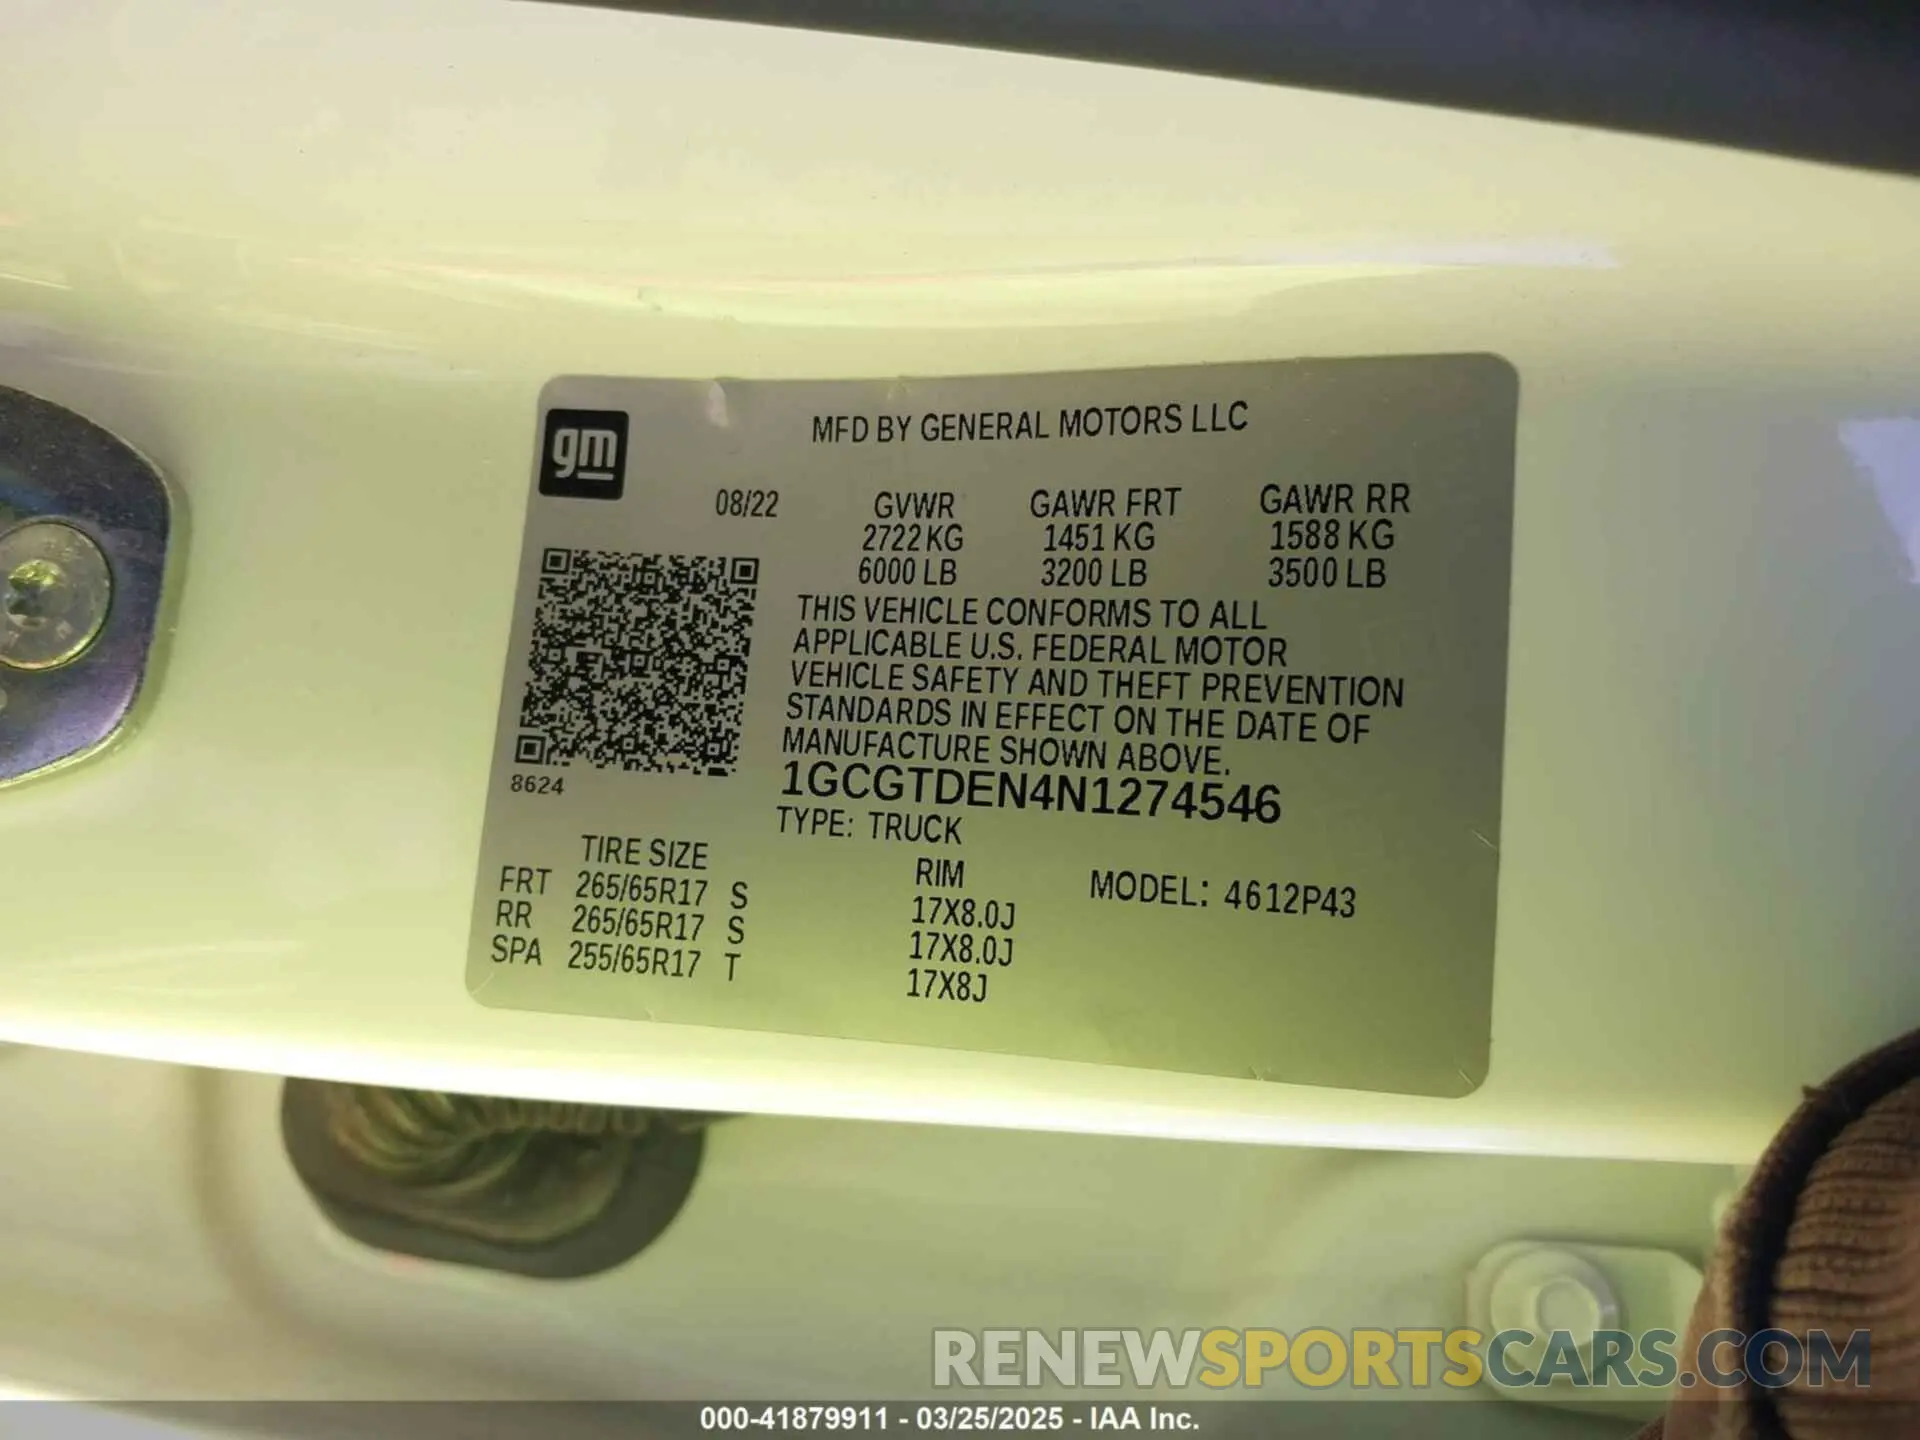 gm
MFD BY GENERAL MOTORS LLC
08/22 GVWR GAWR FRT GAWR RR
2722 KG 1451 KG 1588 KG
6000 LB 3200 LB 3500 LB
THIS VEHICLE CONFORMS TO ALL
APPLICABLE U.S. FEDERAL MOTOR
VEHICLE SAFETY AND THEFT PREVENTION
STANDARDS IN EFFECT ON THE DATE OF
MANUFACTURE SHOWN ABOVE.
8624
1GCGTDEN4N1274546
TYPE: TRUCK
TIRE SIZE RIM MODEL: 4612P43
FRT 265/65R17 S 17X8.0J
RR 265/65R17 S 17X8.0J
SPA 255/65R17 T 17X8J
RENEWSPORTSCARS.COM
000-41879911 - 03/25/2025 - IAA Inc.